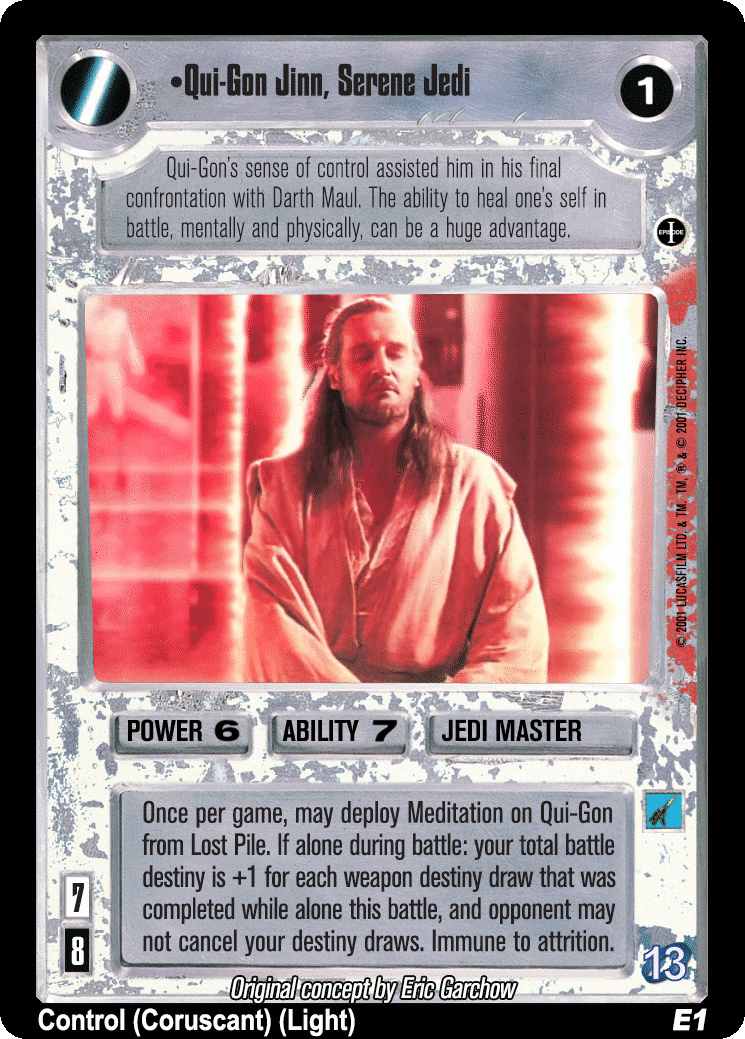 •Qui-Gon Jinn, Serene Jedi
1
Qui-Gon's sense of control assisted him in his final
confrontation with Darth Maul. The ability to heal one's self in
battle, mentally and physically, can be a huge advantage.
EPISODE
I
© 2001 LUCASFILM LTD. & TM. TM, ® & © 2001 DECIPHER INC.
POWER 6
ABILITY 7
JEDI MASTER
Once per game, may deploy Meditation on Qui-Gon
from Lost Pile. If alone during battle: your total battle
destiny is +1 for each weapon destiny draw that was
completed while alone this battle, and opponent may
not cancel your destiny draws. Immune to attrition.
7
8
13
Original concept by Eric Garchow
Control (Coruscant) (Light)
E1